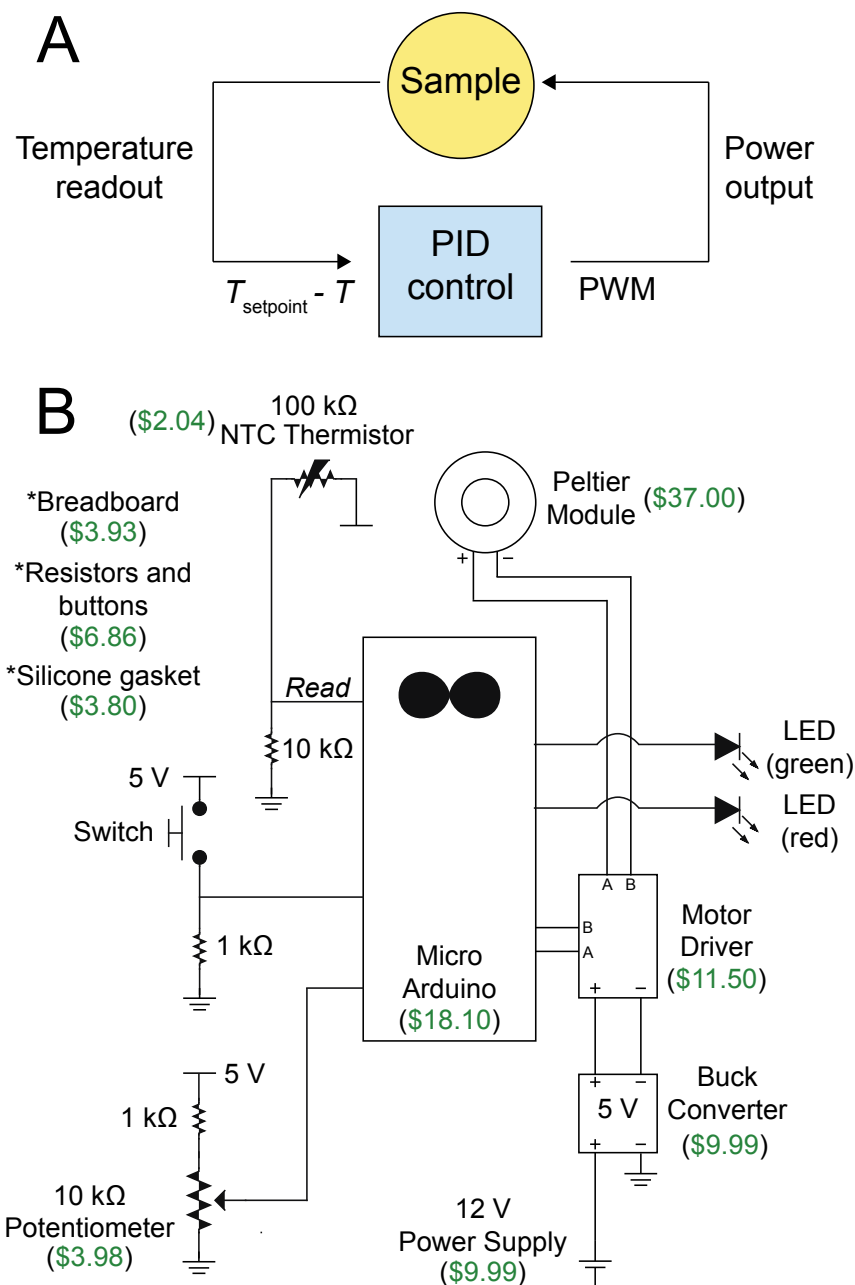 A
Sample
Temperature
readout
Power
output
PID
control
T setpoint - T
PWM
B
($2.04)
100 kΩ
NTC Thermistor
*Breadboard
($3.93)
*Resistors and
buttons
($6.86)
*Silicone gasket
($3.80)
Peltier
Module
($37.00)
+
−
Read
10 kΩ
LED
(green)
LED
(red)
5 V
Switch
1 kΩ
A B
B
A
+ −
Motor
Driver
($11.50)
Micro
Arduino
($18.10)
5 V
1 kΩ
10 kΩ
Potentiometer
($3.98)
+ −
5 V
+ −
Buck
Converter
($9.99)
12 V
Power Supply
($9.99)